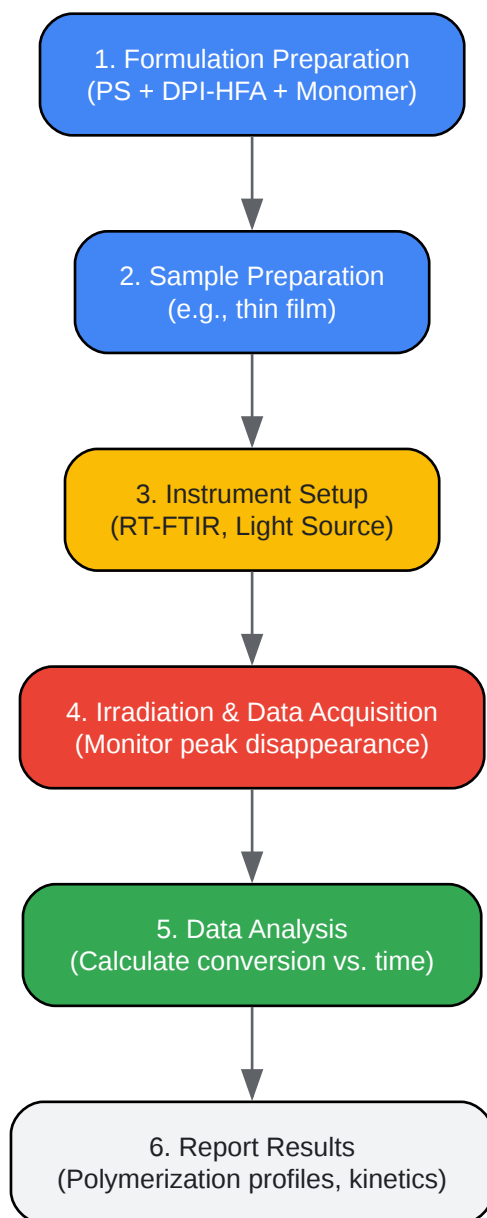 1. Formulation Preparation
(PS + DPI-HFA + Monomer)
2. Sample Preparation
(e.g., thin film)
3. Instrument Setup
(RT-FTIR, Light Source)
4. Irradiation & Data Acquisition
(Monitor peak disappearance)
5. Data Analysis
(Calculate conversion vs. time)
6. Report Results
(Polymerization profiles, kinetics)